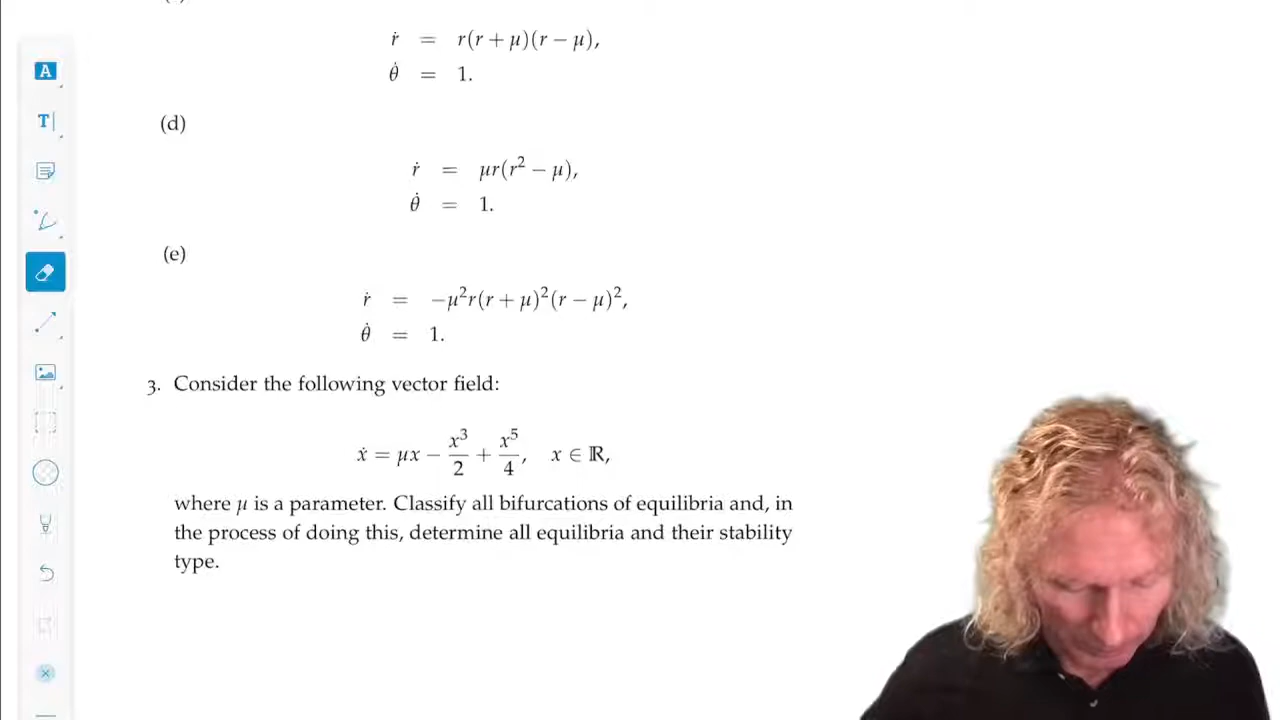 ṙ = r(r + μ)(r − μ),
θ̇ = 1.
(d)
ṙ = μr(r² − μ),
θ̇ = 1.
(e)
ṙ = −μ²r(r + μ)²(r − μ)²,
θ̇ = 1.
3. Consider the following vector field:
ẋ = μx − x³/2 + x⁵/4, x ∈ ℝ,
where μ is a parameter. Classify all bifurcations of equilibria and, in
the process of doing this, determine all equilibria and their stability
type.
A
T